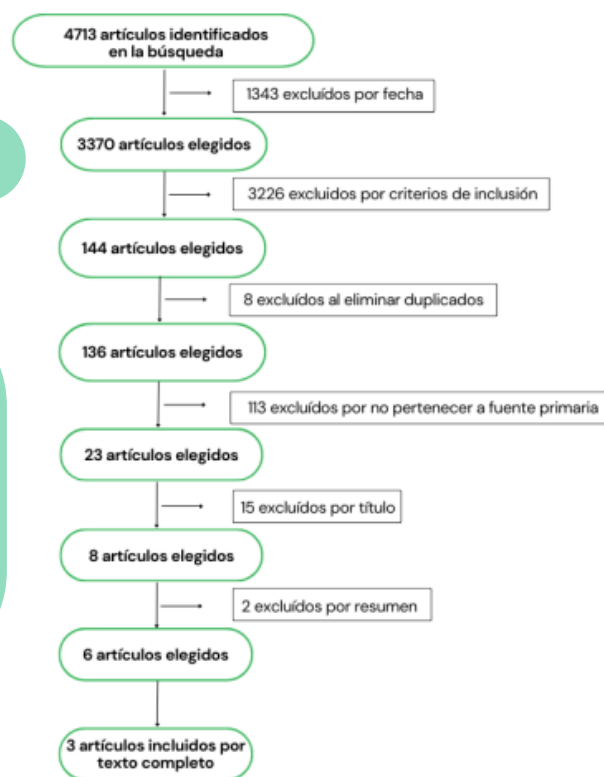 4713 artículos identificados
en la búsqueda
1343 excluídos por fecha
3370 artículos elegidos
3226 excluidos por criterios de inclusión
144 artículos elegidos
8 excluídos al eliminar duplicados
136 artículos elegidos
113 excluídos por no pertenecer a fuente primaria
23 artículos elegidos
15 excluídos por título
8 artículos elegidos
2 excluídos por resumen
6 artículos elegidos
3 artículos incluidos por
texto completo